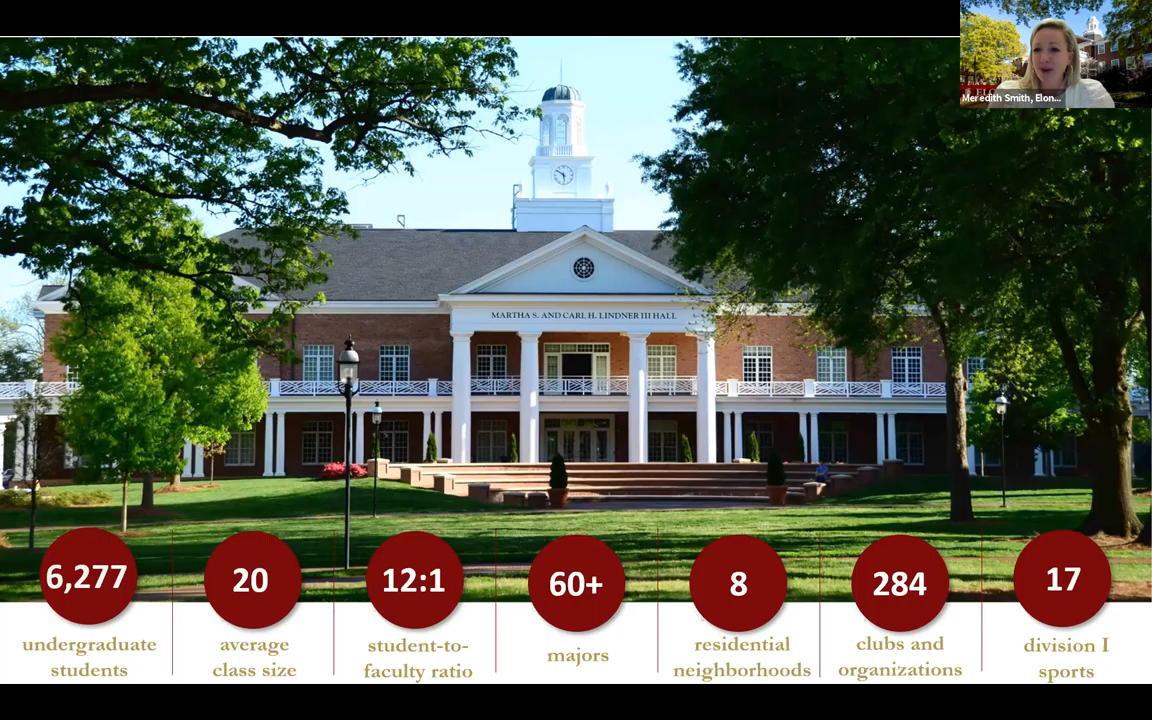 ELO
Meredith Smith, Elon...
MARTHA S. AND CARL H. LINDNER III HALL
6,277
undergraduate
students
20
average
class size
12:1
student-to-
faculty ratio
60+
majors
8
residential
neighborhoods
284
clubs and
organizations
17
division I
sports